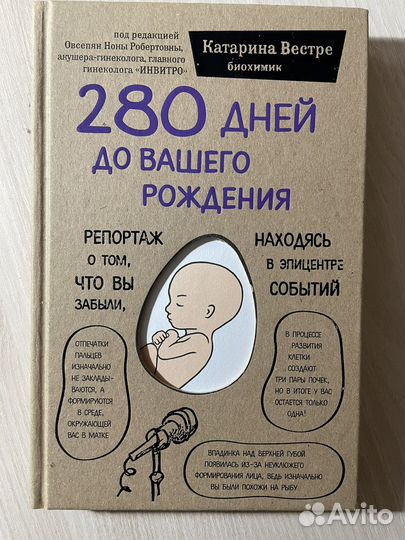 под редакцией
Овсепян Ноны Робертовны,
акушера-гинеколога, главного
гинеколога «ИНВИТРО»
Катарина Вестре
биохимик
280 ДНЕЙ
ДО ВАШЕГО
РОЖДЕНИЯ
РЕПОРТАЖ
О ТОМ,
ЧТО ВЫ
ЗАБЫЛИ,
НАХОДЯСЬ
В ЭПИЦЕНТРЕ
СОБЫТИЙ
ОТПЕЧАТКИ
ПАЛЬЦЕВ
ИЗНАЧАЛЬНО
НЕ ЗАКЛАДЫ-
ВАЮТСЯ, А
ФОРМИРУЮТСЯ
В СРЕДЕ,
ОКРУЖАЮЩЕЙ
ВАС В МАТКЕ
В ПРОЦЕССЕ
РАЗВИТИЯ
КЛЕТКИ
СОЗДАЮТ
ТРИ ПАРЫ ПОЧЕК,
НО В ИТОГЕ У ВАС
ОСТАЕТСЯ ТОЛЬКО
ОДНА!
ВПАДИНКА НАД ВЕРХНЕЙ ГУБОЙ
ПОЯВИЛАСЬ ИЗ-ЗА НЕУКЛЮЖЕГО
ФОРМИРОВАНИЯ ЛИЦА, ВЕДЬ ИЗНАЧАЛЬНО
ВЫ БЫЛИ ПОХОЖИ НА РЫБУ
Avito